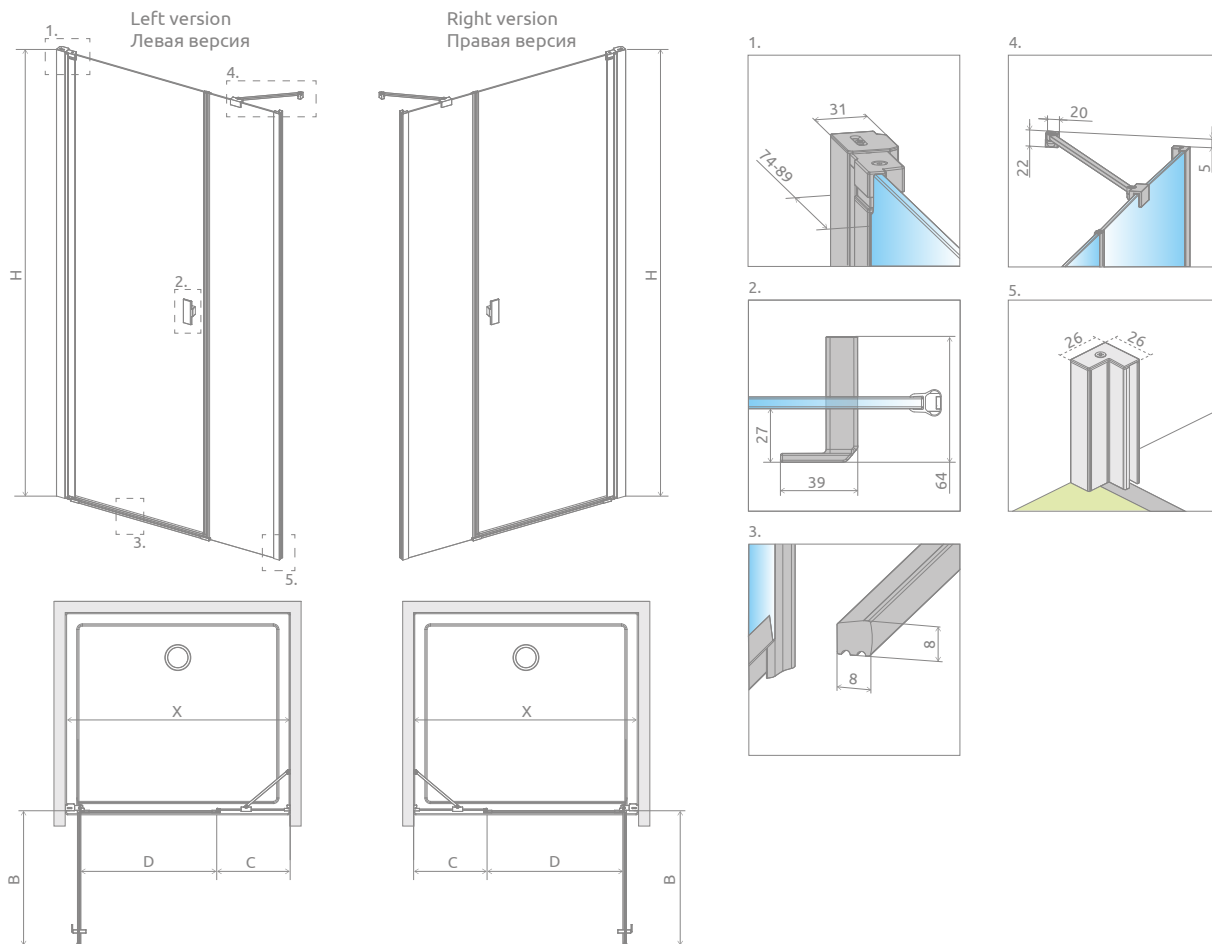 Left version
Левая версия
Right version
Правая версия
1.
4.
H
2.
3.
5.
H
X
D
C
B
X
C
D
B
1.
31
74-89
4.
20
22
5
2.
27
39
64
5.
26
26
3.
8
8